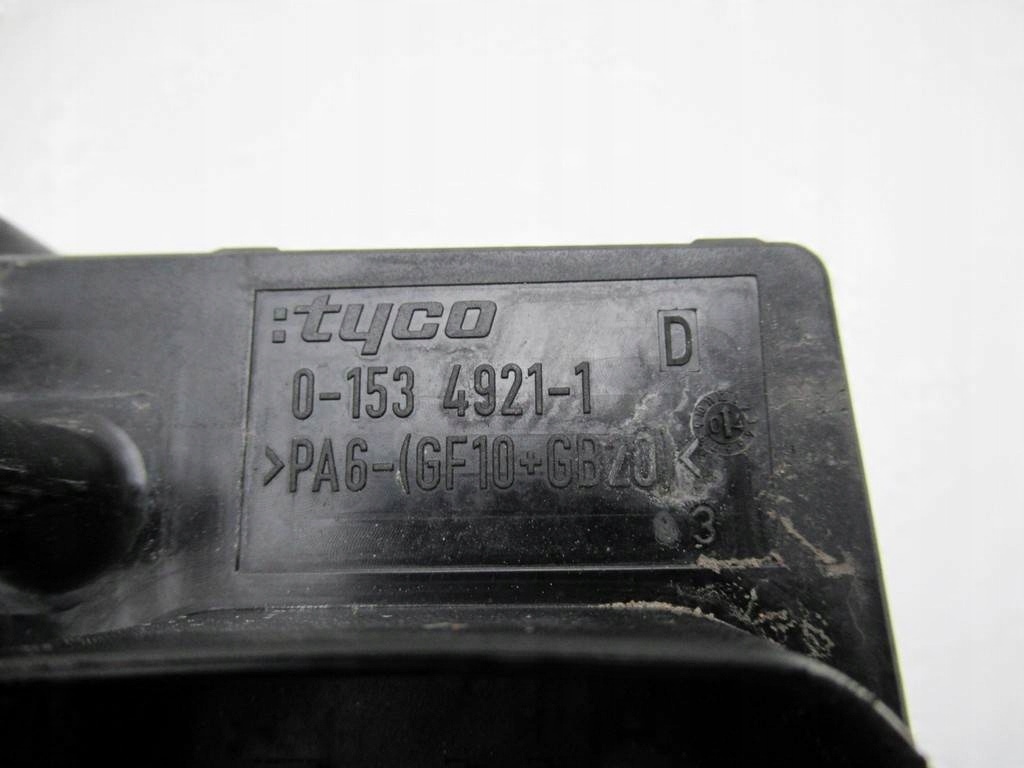 :tyco
D
0-153 4921-1
>PA6-(GF10+GB20)<
3